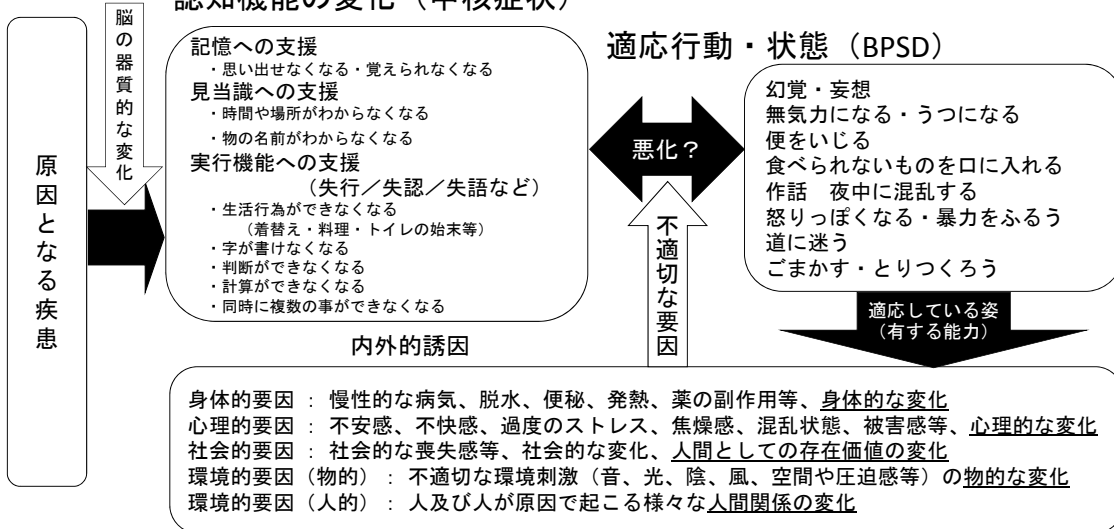 認知機能の変化（中核症状）
脳の器質的な変化
原因となる疾患
記憶への支援
・思い出せなくなる・覚えられなくなる
見当識への支援
・時間や場所がわからなくなる
・物の名前がわからなくなる
実行機能への支援
（失行／失認／失語など）
・生活行為ができなくなる
（着替え・料理・トイレの始末等）
・字が書けなくなる
・判断ができなくなる
・計算ができなくなる
・同時に複数の事ができなくなる
適応行動・状態（BPSD）
悪化？
不適切な要因
幻覚・妄想
無気力になる・うつになる
便をいじる
食べられないものを口に入れる
作話　夜中に混乱する
怒りっぽくなる・暴力をふるう
道に迷う
ごまかす・とりつくろう
適応している姿
（有する能力）
内外的誘因
身体的要因 ： 慢性的な病気、脱水、便秘、発熱、薬の副作用等、身体的な変化
心理的要因 ： 不安感、不快感、過度のストレス、焦燥感、混乱状態、被害感等、心理的な変化
社会的要因 ： 社会的な喪失感等、社会的な変化、人間としての存在価値の変化
環境的要因（物的） ： 不適切な環境刺激（音、光、陰、風、空間や圧迫感等）の物的な変化
環境的要因（人的） ： 人及び人が原因で起こる様々な人間関係の変化